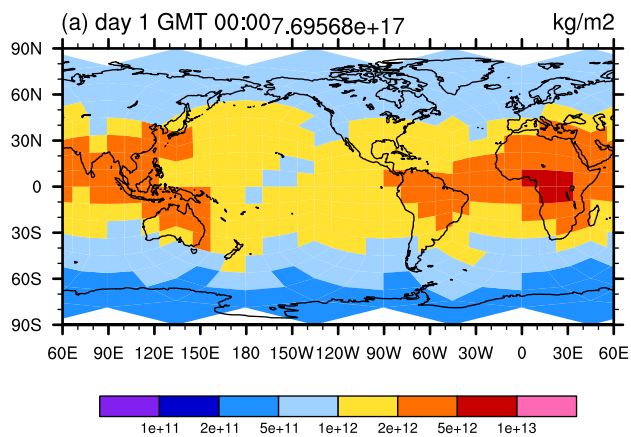 (a) day 1 GMT 00:00 7.69568e+17 kg/m2
90N
60N
30N
0
30S
60S
90S
60E 90E 120E 150E 180 150W 120W 90W 60W 30W 0 30E 60E
1e+11 2e+11 5e+11 1e+12 2e+12 5e+12 1e+13